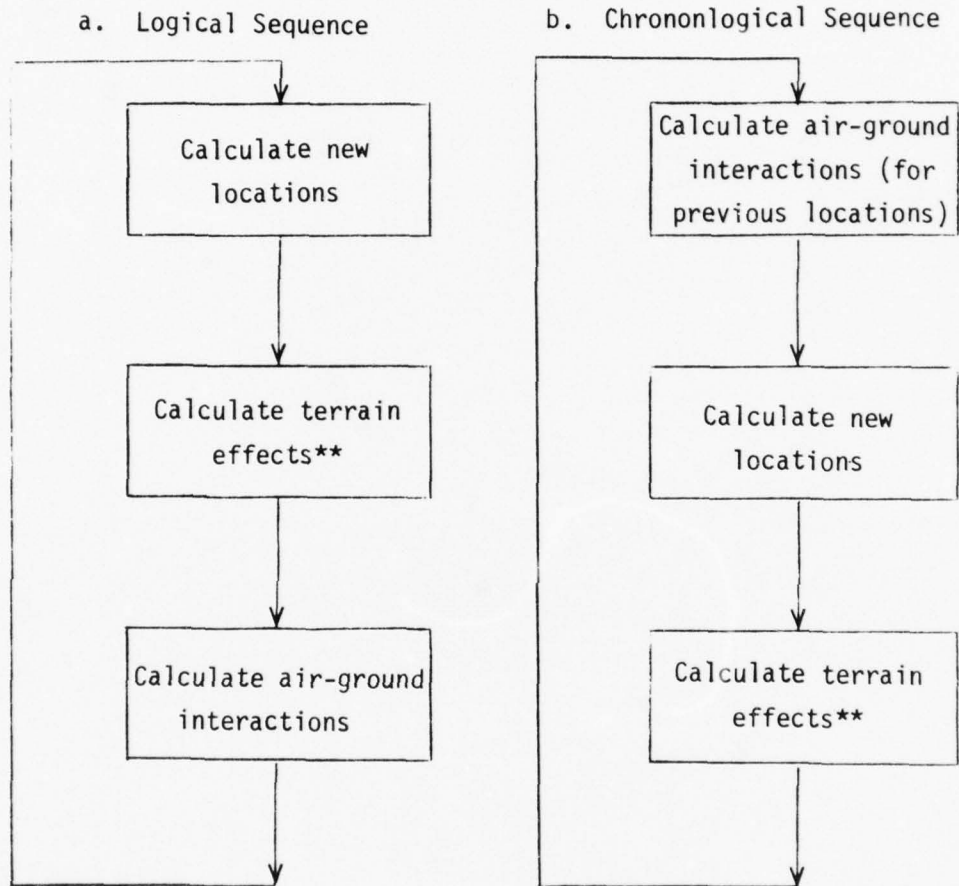 a. Logical Sequence
Calculate new
locations
Calculate terrain
effects**
Calculate air-ground
interactions
b. Chrononlogical Sequence
Calculate air-ground
interactions (for
previous locations)
Calculate new
locations
Calculate terrain
effects**